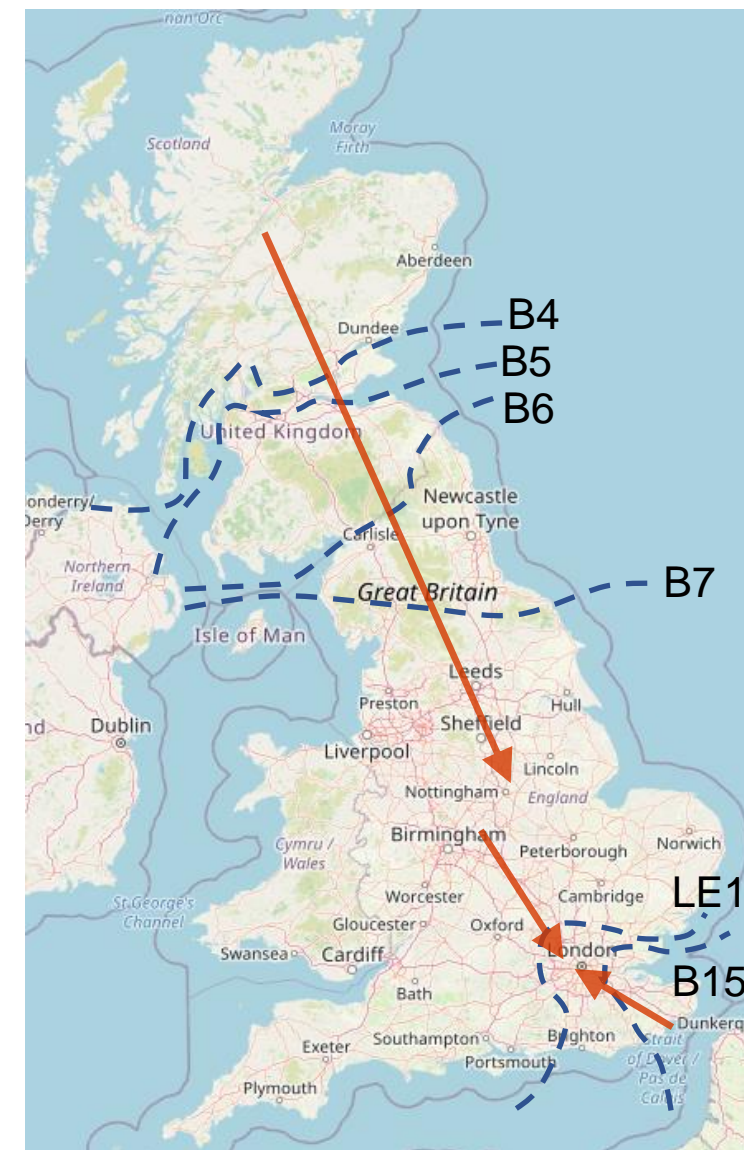 nan Orc
Moray
Firth
Scotland
Aberdeen
B4
Dundee
B5
B6
United Kingdom
onderry/
Derry
Newcastle
upon Tyne
Carlisle
Northern
Ireland
Great Britain
B7
Isle of Man
Leeds
Preston
Hull
nd
Dublin
Sheffield
Liverpool
Lincoln
Nottingham
England
Birmingham
Cymru /
Wales
Peterborough
Norwich
Worcester
Cambridge
LE1
St George's
Channel
Gloucester
Oxford
Swansea
Cardiff
London
Bath
B15
Dunkerq
Southampton
Brighton
Strait
of Dover /
Pas de
Calais
Exeter
Portsmouth
Plymouth